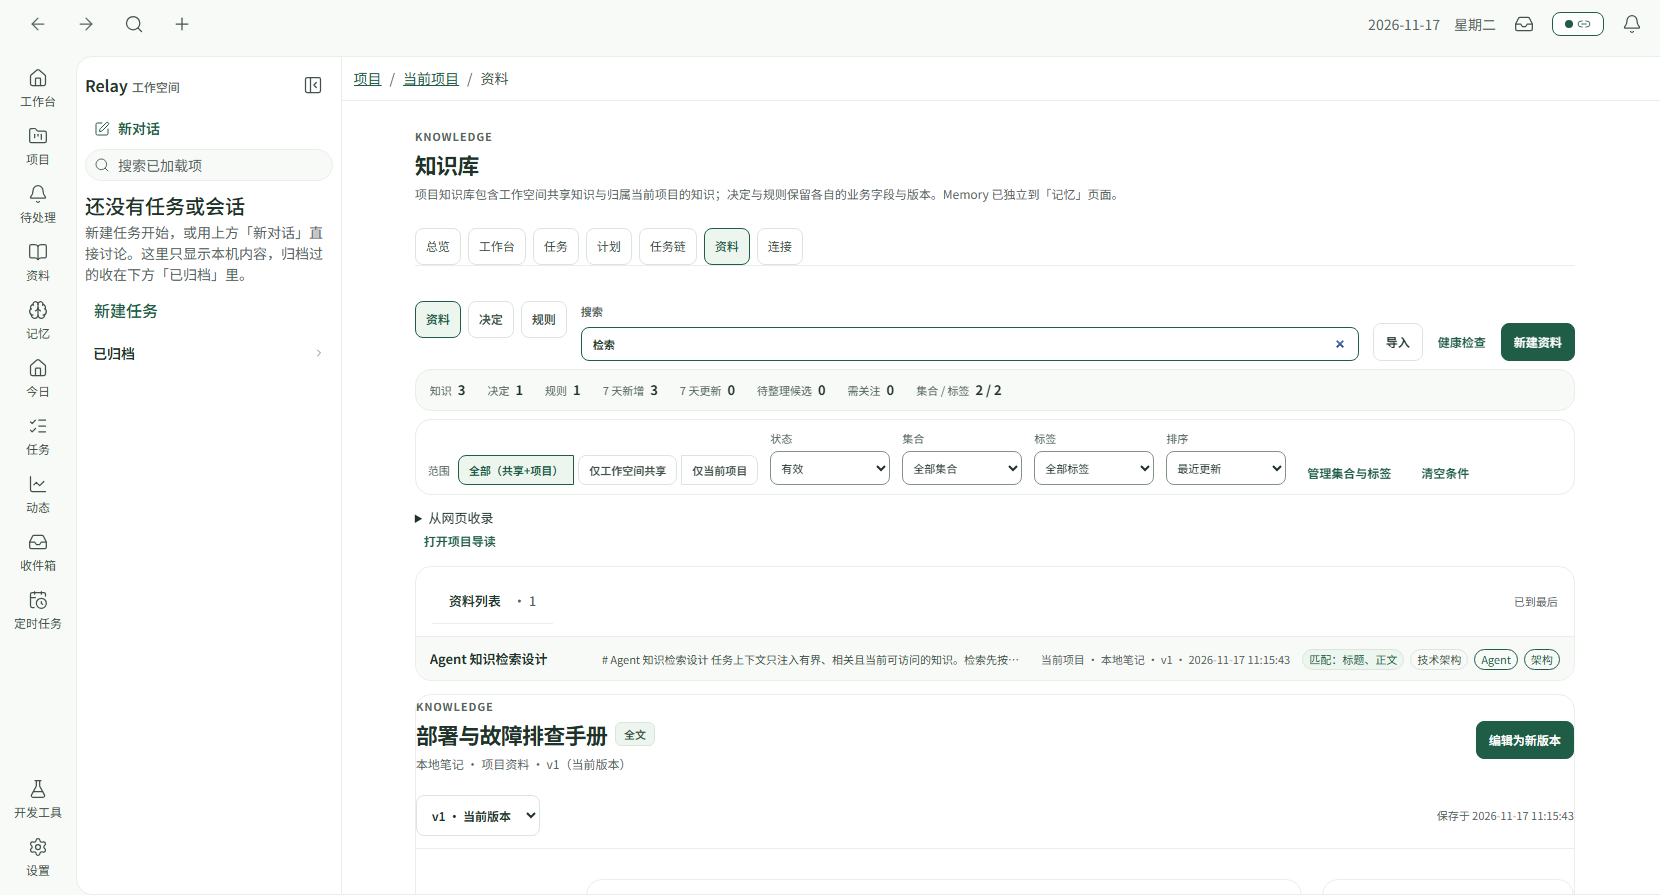 2026-11-17 星期二
工作台
项目
待处理
资料
记忆
今日
任务
动态
收件箱
定时任务
开发工具
设置
Relay 工作空间
新对话
搜索已加载项
还没有任务或会话
新建任务开始，或用上方「新对话」直
接讨论。这里只显示本机内容，归档过
的收在下方「已归档」里。
新建任务
已归档
项目 / 当前项目 / 资料
KNOWLEDGE
知识库
项目知识库包含工作空间共享知识与归属当前项目的知识；决定与规则保留各自的业务字段与版本。Memory 已独立到「记忆」页面。
总览 工作台 任务 计划 任务链 资料 连接
资料 决定 规则
搜索
检索
导入 健康检查 新建资料
知识 3 决定 1 规则 1 7 天新增 3 7 天更新 0 待整理候选 0 需关注 0 集合 / 标签 2 / 2
范围 全部（共享+项目） 仅工作空间共享 仅当前项目
状态 集合 标签 排序
有效 全部集合 全部标签 最近更新
管理集合与标签 清空条件
从网页收录
打开项目导读
资料列表 · 1
已到最后
Agent 知识检索设计 # Agent 知识检索设计 任务上下文只注入有界、相关且当前可访问的知识。检索先按… 当前项目 · 本地笔记 · v1 · 2026-11-17 11:15:43 匹配：标题、正文 技术架构 Agent 架构
KNOWLEDGE
部署与故障排查手册 全文
编辑为新版本
本地笔记 · 项目资料 · v1（当前版本）
v1 · 当前版本
保存于 2026-11-17 11:15:43